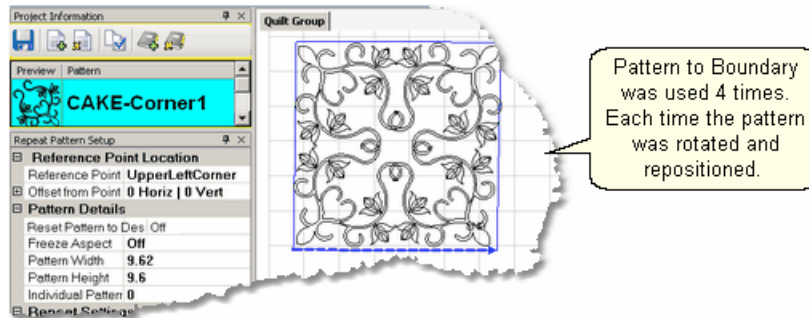 Project Information
Preview Pattern
CAKE-Corner1
Repeat Pattern Setup
Reference Point Location
Reference Point UpperLeftCorner
Offset from Point 0 Horiz | 0 Vert
Pattern Details
Reset Pattern to Des Off
Freeze Aspect Off
Pattern Width 9.62
Pattern Height 9.6
Individual Pattern 0
Repeat Settings
Quilt Group
Pattern to Boundary
was used 4 times.
Each time the pattern
was rotated and
repositioned.